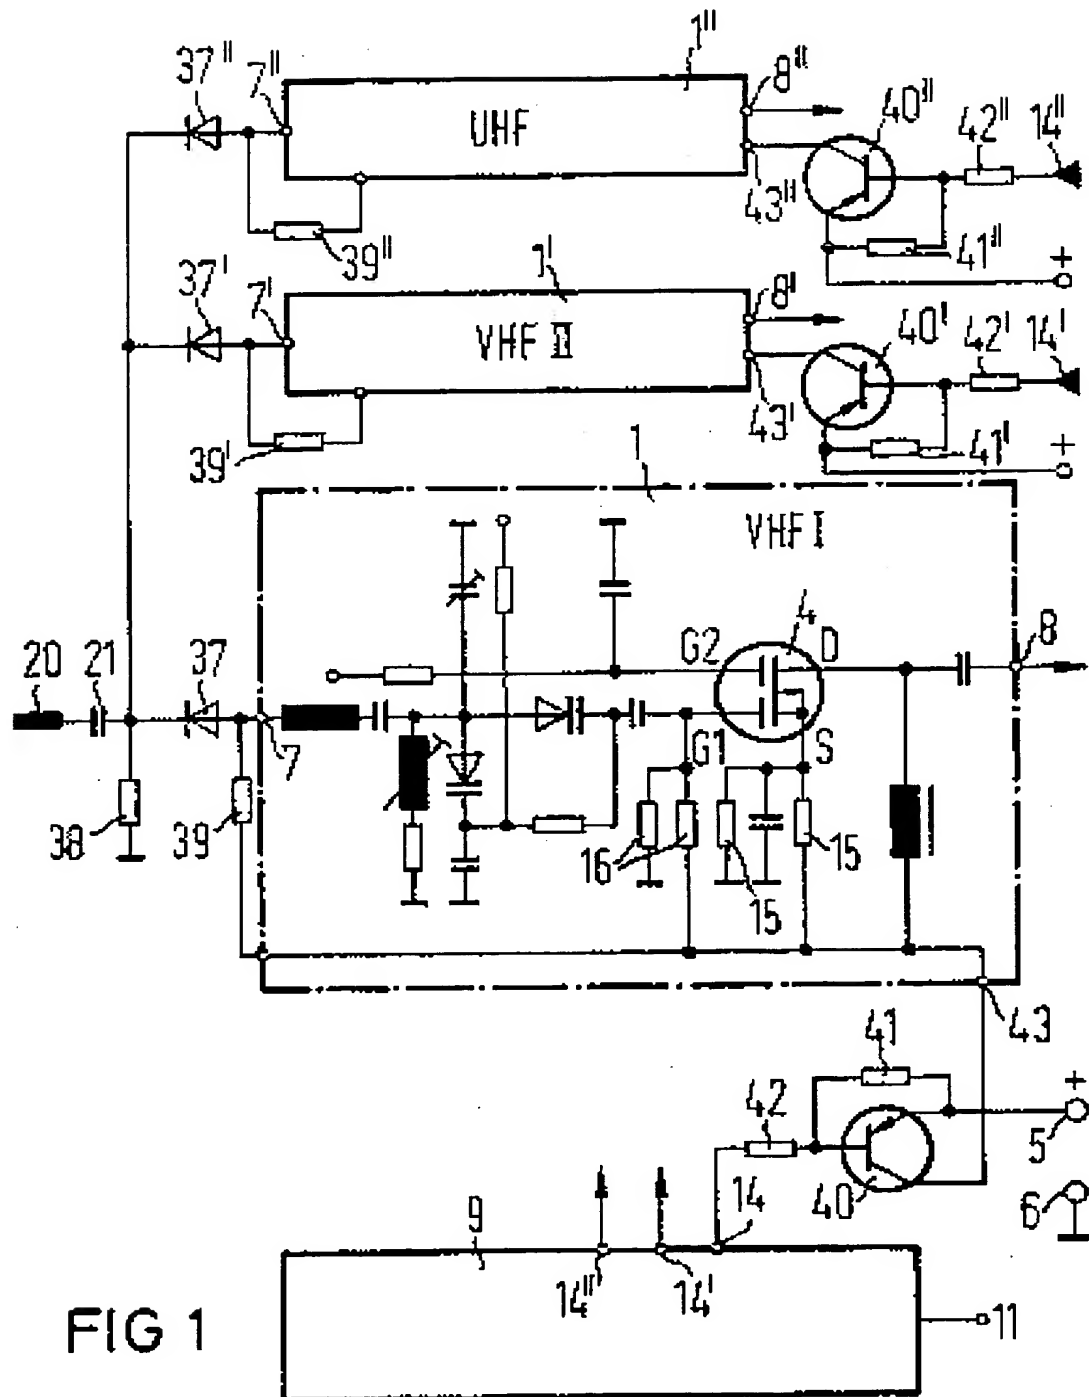 1"
37" 7" 8"
UHF 40" 42" 14"
43"
39" 41" +
37' 7' 1' 8'
VHF II 40' 42' 14'
43'
39' 41' +
1
VHF I
4
G2 D 8
20 21 37
7 G1 S
38 39 16 15 15
43
41
42 +
5
40 6
9 14
14" 14'
11
FIG 1